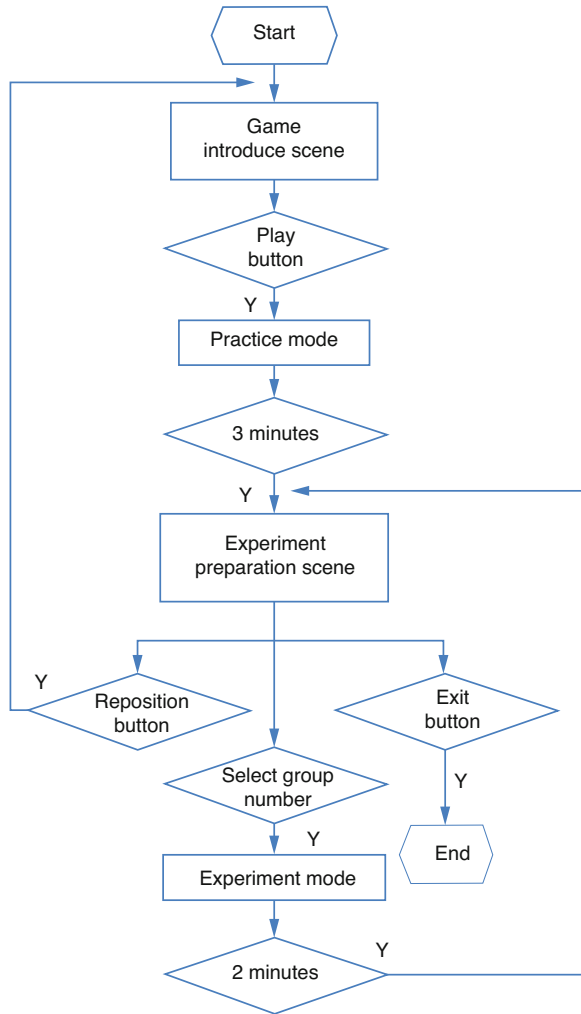 Start
Game
introduce scene
Play
button
Y
Practice mode
3 minutes
Y
Experiment
preparation scene
Y
Reposition
button
Exit
button
Select group
number
Y
Y
End
Experiment mode
Y
2 minutes